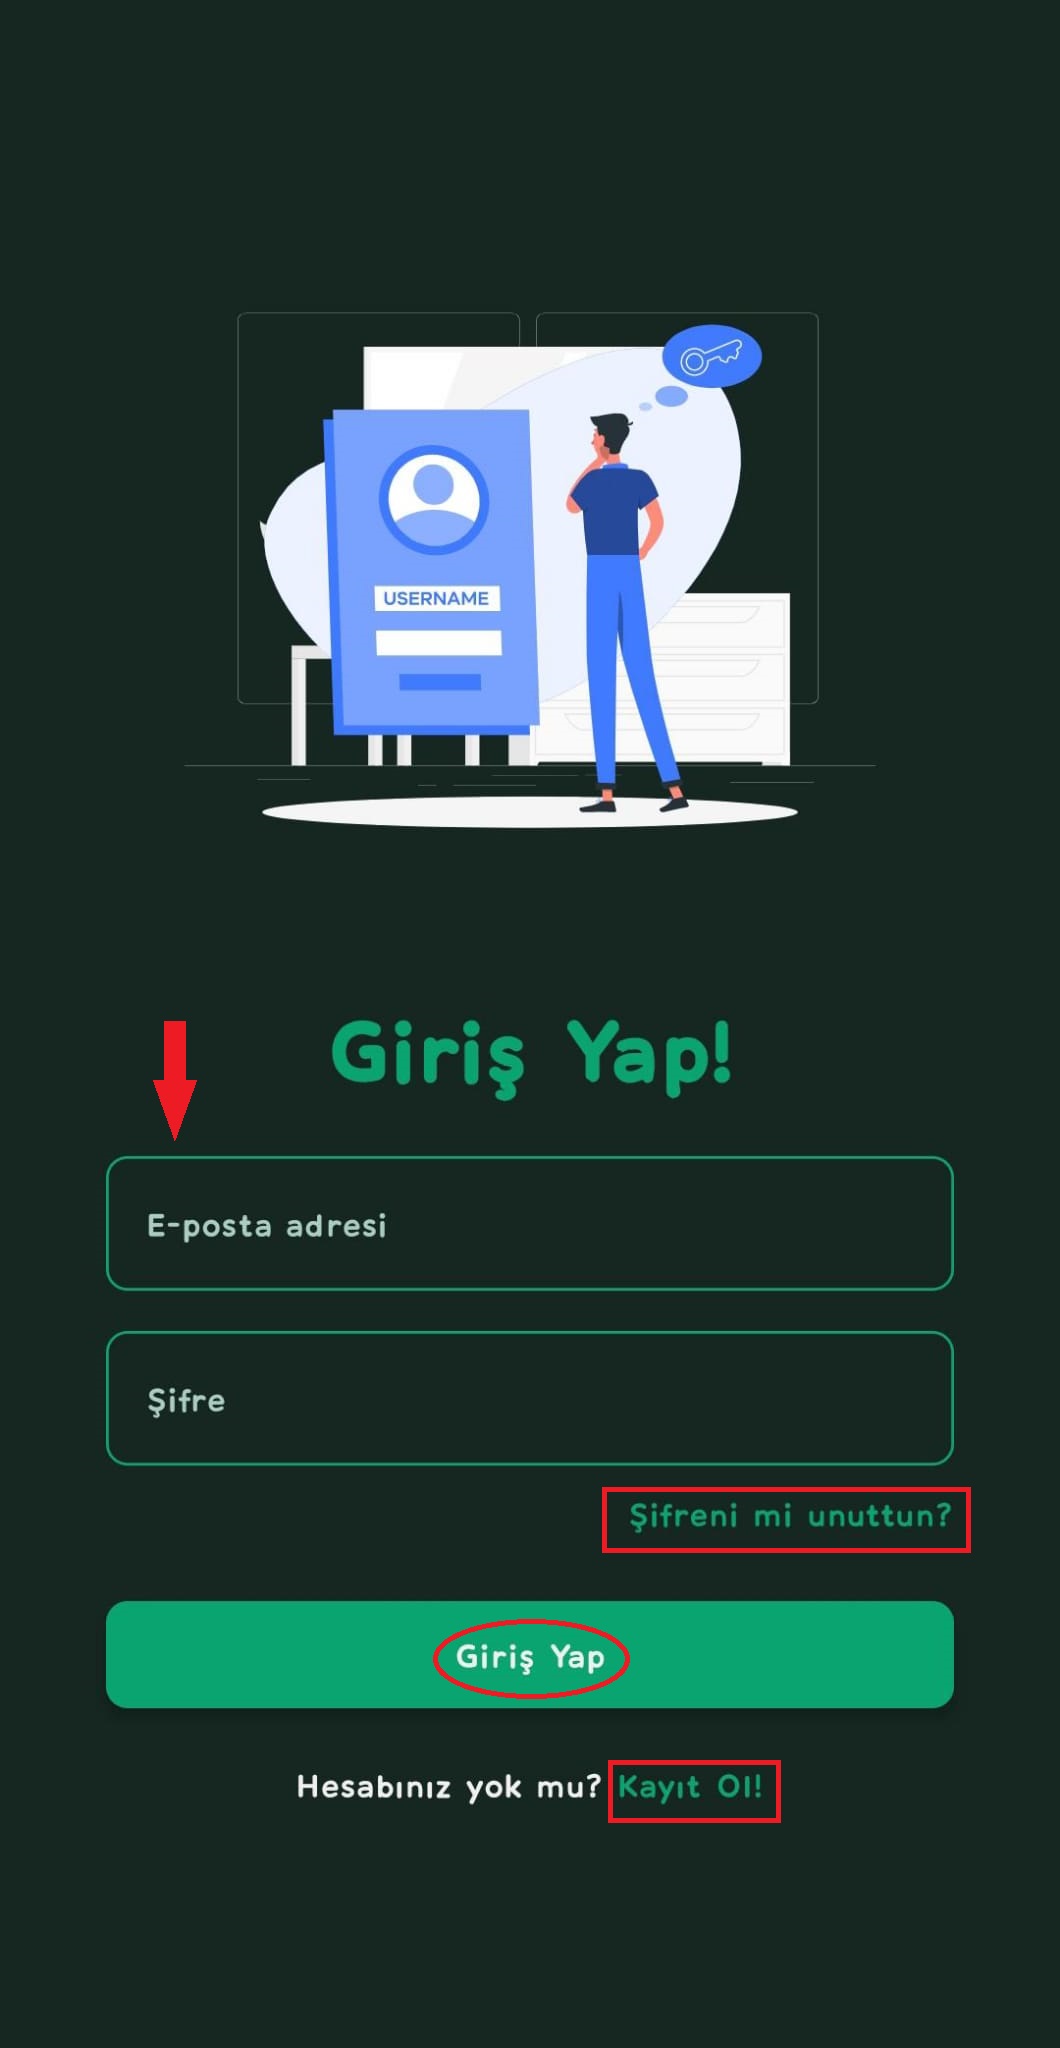 USERNAME
Giriş Yap!
E-posta adresi
Şifre
Şifreni mi unuttun?
Giriş Yap
Hesabınız yok mu? Kayıt Ol!